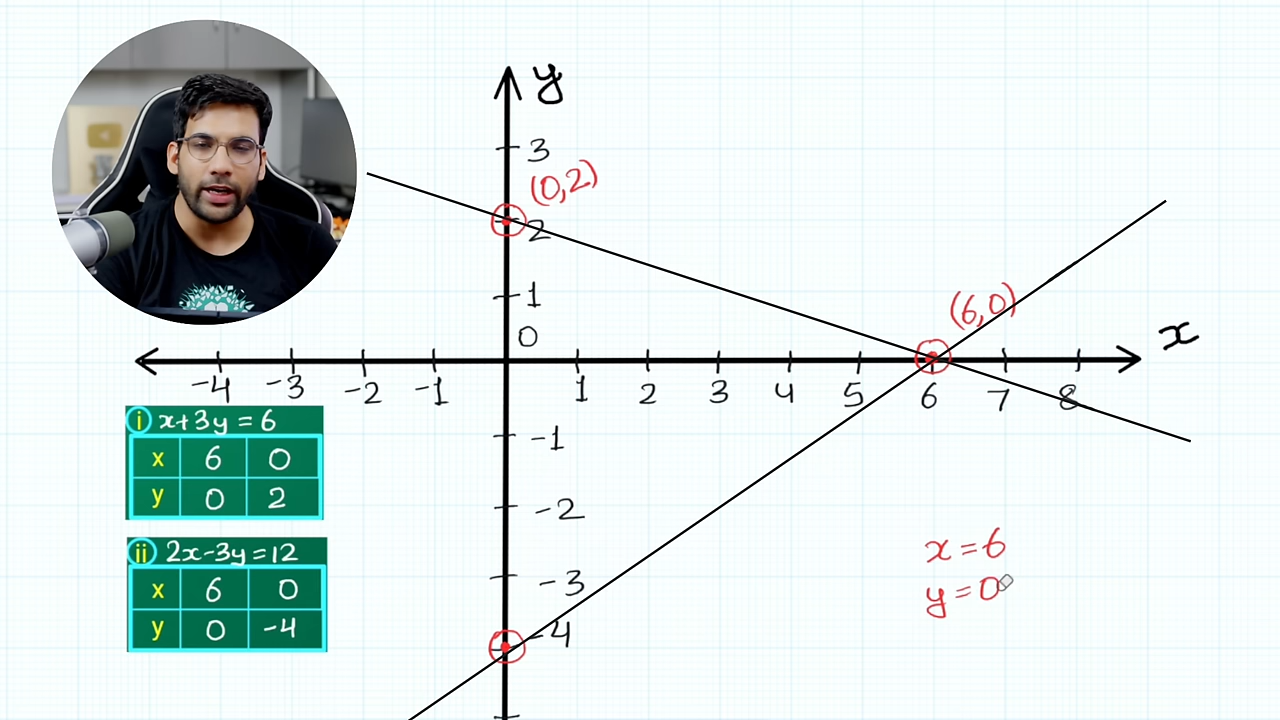 y
3
(0,2)
2
1
(6,0)
0
x
-4 -3 -2 -1 1 2 3 4 5 6 7 8
i x+3y = 6
x 6 0
y 0 2
-1
-2
-3
-4
ii 2x-3y=12
x 6 0
y 0 -4
x = 6
y = 0